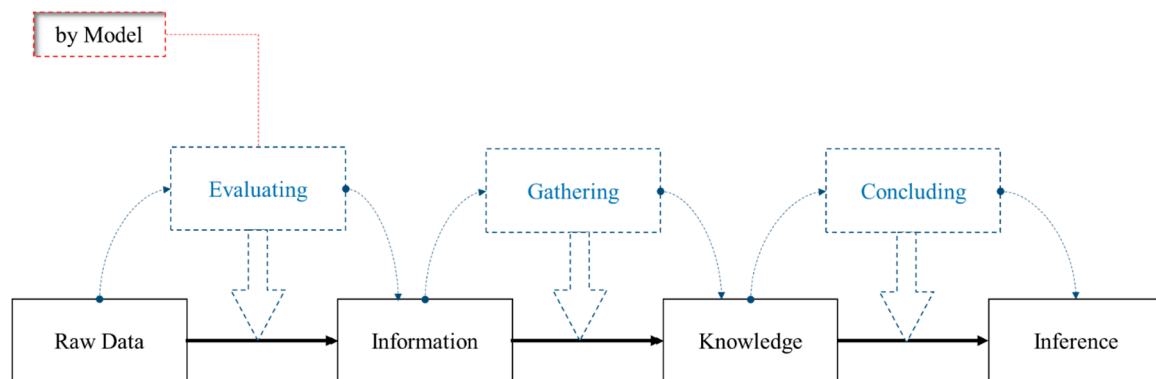 by Model
Evaluating
Gathering
Concluding
Raw Data
Information
Knowledge
Inference